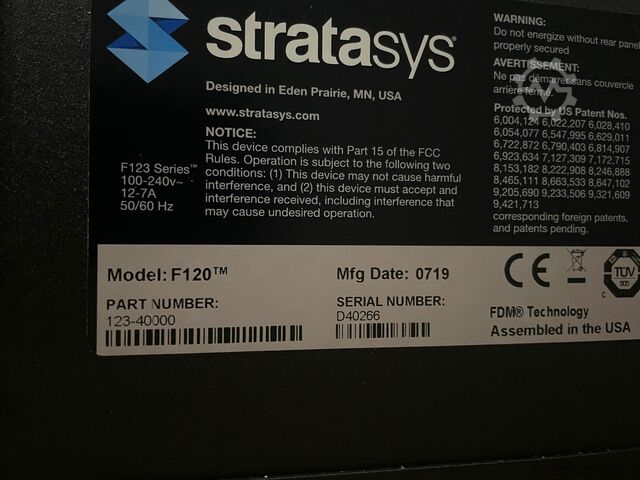 stratasys
Designed in Eden Prairie, MN, USA
www.stratasys.com
NOTICE:
This device complies with Part 15 of the FCC
Rules. Operation is subject to the following two
conditions: (1) This device may not cause harmful
interference, and (2) this device must accept and
interference received, including interference that
may cause undesired operation.
F123 Series™
100-240v~
12-7A
50/60 Hz
WARNING:
Do not energize without rear panel
properly secured
AVERTISSEMENT:
Ne pas démarrer sans couvercle
arrière fermé.
Protected by US Patent Nos.
6,004,124 6,022,207 6,028,410
6,054,077 6,547,995 6,629,011
6,722,872 6,790,403 6,814,907
6,923,634 7,127,309 7,172,715
8,153,182 8,222,908 8,246,888
8,465,111 8,663,533 8,647,102
9,205,690 9,233,506 9,321,609
9,421,713
corresponding foreign patents,
and patents pending.
Model: F120™
Mfg Date: 0719
PART NUMBER:
123-40000
SERIAL NUMBER:
D40266
CE
TÜV
C
FDM® Technology
Assembled in the USA